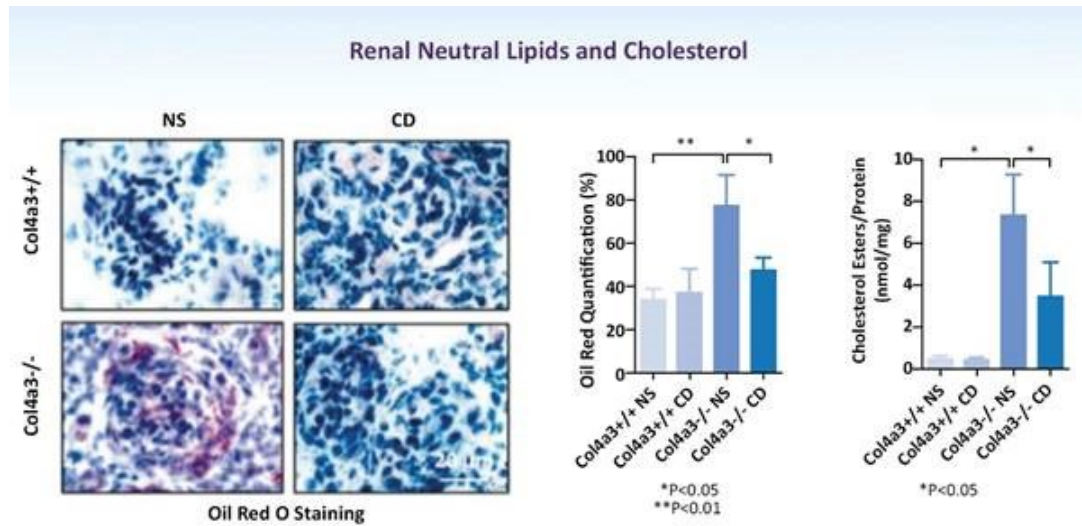 Renal Neutral Lipids and Cholesterol
NS
CD
Col4a3+/+
Col4a3-/-
Oil Red O Staining
Oil Red Quantification (%)
100
80
60
40
20
0
**
*
Col4a3+/+ NS
Col4a3+/+ CD
Col4a3-/- NS
Col4a3-/- CD
*P<0.05
**P<0.01
Cholesterol Esters/Protein
(nmol/mg)
10
8
6
4
2
0
*
*
Col4a3+/+ NS
Col4a3+/+ CD
Col4a3-/- NS
Col4a3-/- CD
*P<0.05